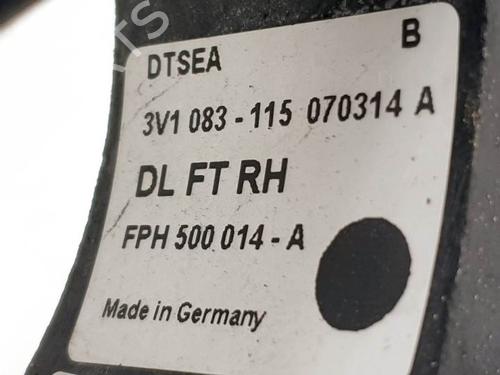 DTSEA B
3V1 083 - 115 070314 A
DL FT RH
FPH 500 014 - A
Made in Germany